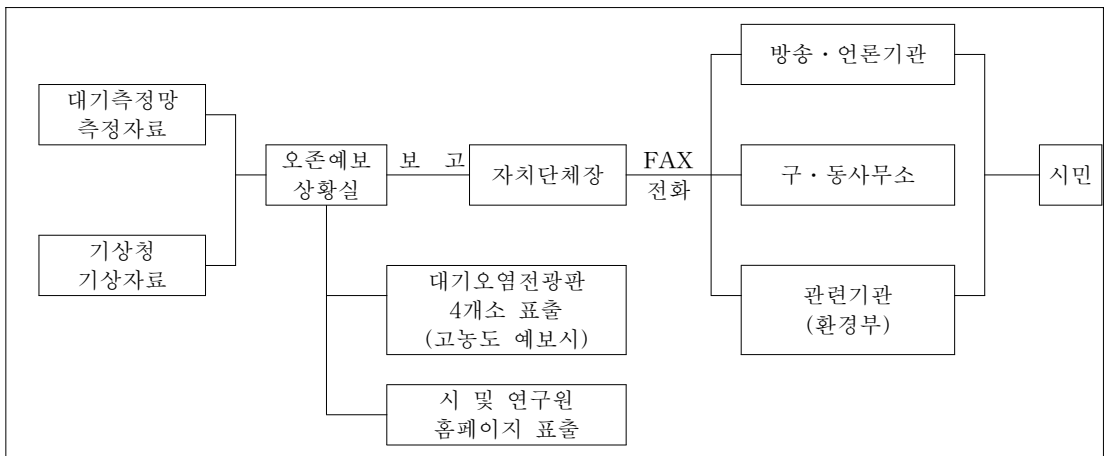 대기측정망
측정자료
기상청
기상자료
오존예보
상황실
보 고
자치단체장
FAX
전화
방송·언론기관
구·동사무소
관련기관
(환경부)
시민
대기오염전광판
4개소 표출
(고농도 예보시)
시 및 연구원
홈페이지 표출